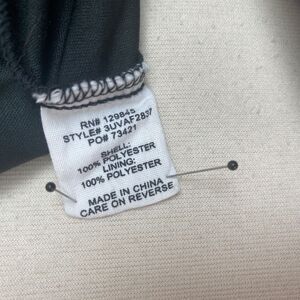 RN# 129845
STYLE# 3UVAF2837
PO# 73421
SHELL:
100% POLYESTER
LINING:
100% POLYESTER
MADE IN CHINA
CARE ON REVERSE